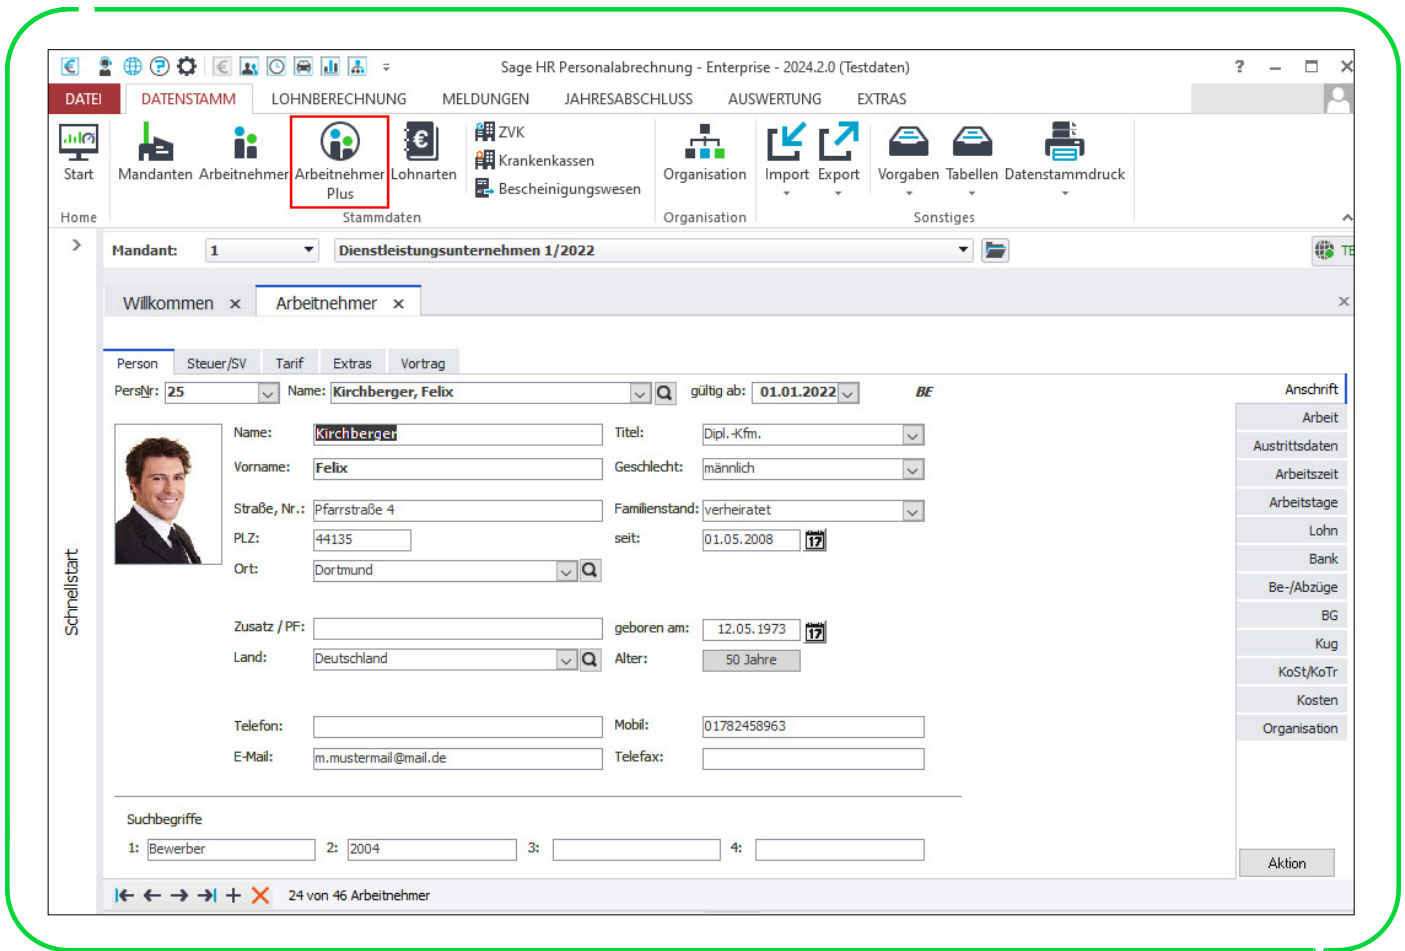 Sage HR Personalabrechnung - Enterprise - 2024.2.0 (Testdaten)
DATEI DATENSTAMM LOHNBERECHNUNG MELDUNGEN JAHRESABSCHLUSS AUSWERTUNG EXTRAS
Start Mandanten Arbeitnehmer Arbeitnehmer Plus Lohnarten
ZVK
Krankenkassen
Bescheinigungswesen
Organisation Import Export Vorgaben Tabellen Datenstammdruck
Home Stammdaten Organisation Sonstiges
Mandant: 1 Dienstleistungsunternehmen 1/2022 TE
Willkommen x Arbeitnehmer x
Person Steuer/SV Tarif Extras Vortrag
PersNr: 25 Name: Kirchberger, Felix gültig ab: 01.01.2022 BE
Name: Kirchberger Titel: Dipl.-Kfm.
Vorname: Felix Geschlecht: männlich
Straße, Nr.: Pfarrstraße 4 Familienstand: verheiratet
PLZ: 44135 seit: 01.05.2008 17
Ort: Dortmund
Zusatz / PF: geboren am: 12.05.1973 17
Land: Deutschland Alter: 50 Jahre
Telefon: Mobil: 01782458963
E-Mail: m.mustermail@mail.de Telefax:
Suchbegriffe
1: Bewerber 2: 2004 3: 4:
24 von 46 Arbeitnehmer
Anschrift
Arbeit
Austrittsdaten
Arbeitszeit
Arbeitstage
Lohn
Bank
Be-/Abzüge
BG
Kug
KoSt/KoTr
Kosten
Organisation
Aktion
Schnellstart